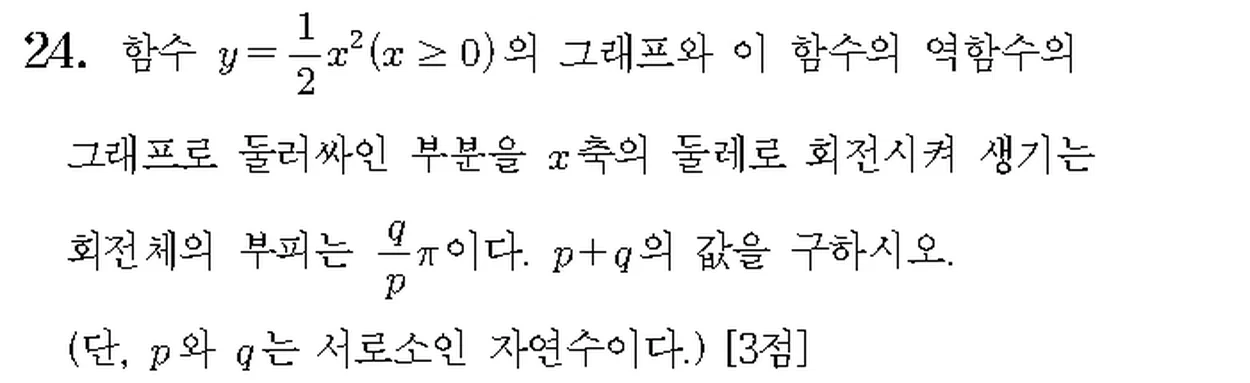 24. 함수 y=\frac{1}{2}x²(x ≥ 0)의 그래프와 이 함수의 역함수의
그래프로 둘러싸인 부분을 x축의 둘레로 회전시켜 생기는
회전체의 부피는 \frac{q}{p}π이다. p+q의 값을 구하시오.
(단, p와 q는 서로소인 자연수이다.) [3점]